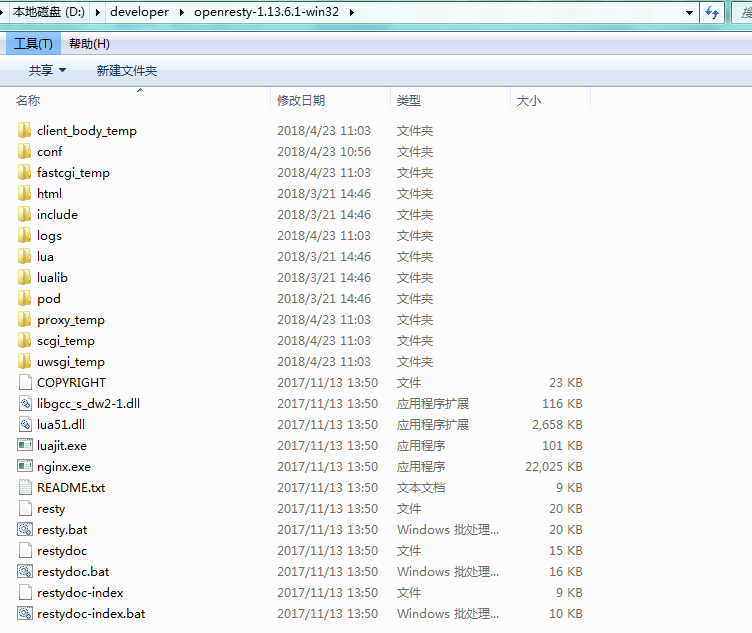 本地磁盘 (D:) developer openresty-1.13.6.1-win32
工具(T) 帮助(H)
共享 新建文件夹
名称 修改日期 类型 大小
client_body_temp 2018/4/23 11:03 文件夹
conf 2018/4/23 10:56 文件夹
fastcgi_temp 2018/4/23 11:03 文件夹
html 2018/3/21 14:46 文件夹
include 2018/3/21 14:46 文件夹
logs 2018/4/23 11:03 文件夹
lua 2018/3/21 14:46 文件夹
lualib 2018/3/21 14:46 文件夹
pod 2018/3/21 14:46 文件夹
proxy_temp 2018/4/23 11:03 文件夹
scgi_temp 2018/4/23 11:03 文件夹
uwsgi_temp 2018/4/23 11:03 文件夹
COPYRIGHT 2017/11/13 13:50 文件 23 KB
libgcc_s_dw2-1.dll 2017/11/13 13:50 应用程序扩展 116 KB
lua51.dll 2017/11/13 13:50 应用程序扩展 2,658 KB
luajit.exe 2017/11/13 13:50 应用程序 101 KB
nginx.exe 2017/11/13 13:50 应用程序 22,025 KB
README.txt 2017/11/13 13:50 文本文档 9 KB
resty 2017/11/13 13:50 文件 20 KB
resty.bat 2017/11/13 13:50 Windows 批处理... 20 KB
restydoc 2017/11/13 13:50 文件 15 KB
restydoc.bat 2017/11/13 13:50 Windows 批处理... 16 KB
restydoc-index 2017/11/13 13:50 文件 9 KB
restydoc-index.bat 2017/11/13 13:50 Windows 批处理... 10 KB